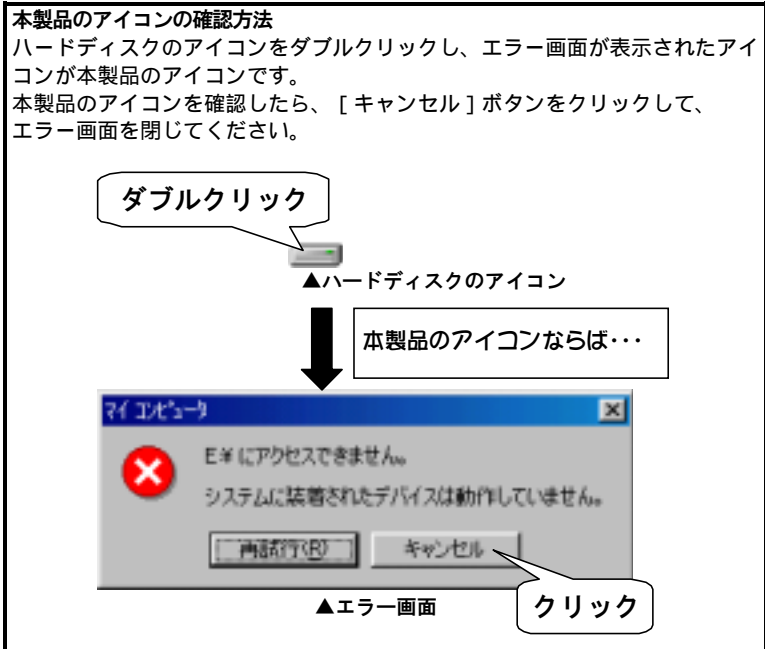 本製品のアイコンの確認方法
ハードディスクのアイコンをダブルクリックし、エラー画面が表示されたアイ
コンが本製品のアイコンです。
本製品のアイコンを確認したら、［キャンセル］ボタンをクリックして、
エラー画面を閉じてください。
ダブルクリック
▲ハードディスクのアイコン
本製品のアイコンならば･･･
マイ コンピュータ
E:¥ にアクセスできません。
システムに装着されたデバイスは動作していません。
再試行(R)
キャンセル
▲エラー画面
クリック